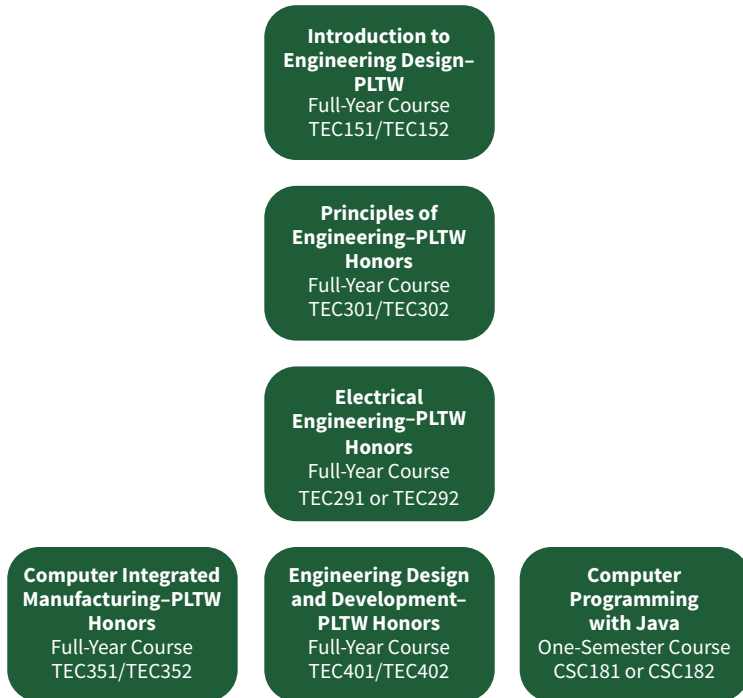 Introduction to
Engineering Design–
PLTW
Full-Year Course
TEC151/TEC152
Principles of
Engineering–PLTW
Honors
Full-Year Course
TEC301/TEC302
Electrical
Engineering–PLTW
Honors
Full-Year Course
TEC291 or TEC292
Computer Integrated
Manufacturing–PLTW
Honors
Full-Year Course
TEC351/TEC352
Engineering Design
and Development–
PLTW Honors
Full-Year Course
TEC401/TEC402
Computer
Programming
with Java
One-Semester Course
CSC181 or CSC182